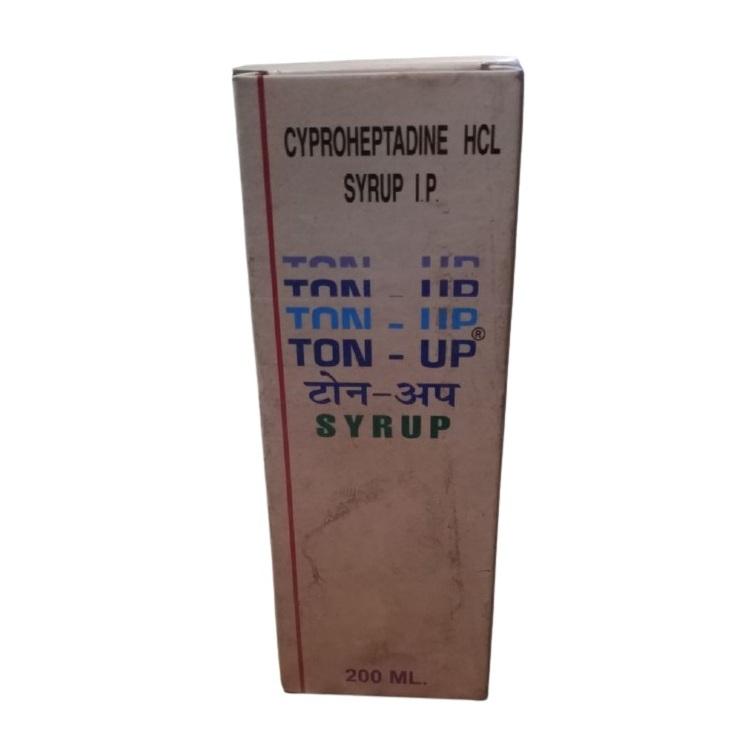 CYPROHEPTADINE HCL
SYRUP I.P.
TON - UP
TON - UP
TON - UP
TON - UP®
टोन-अप
SYRUP
200 ML.